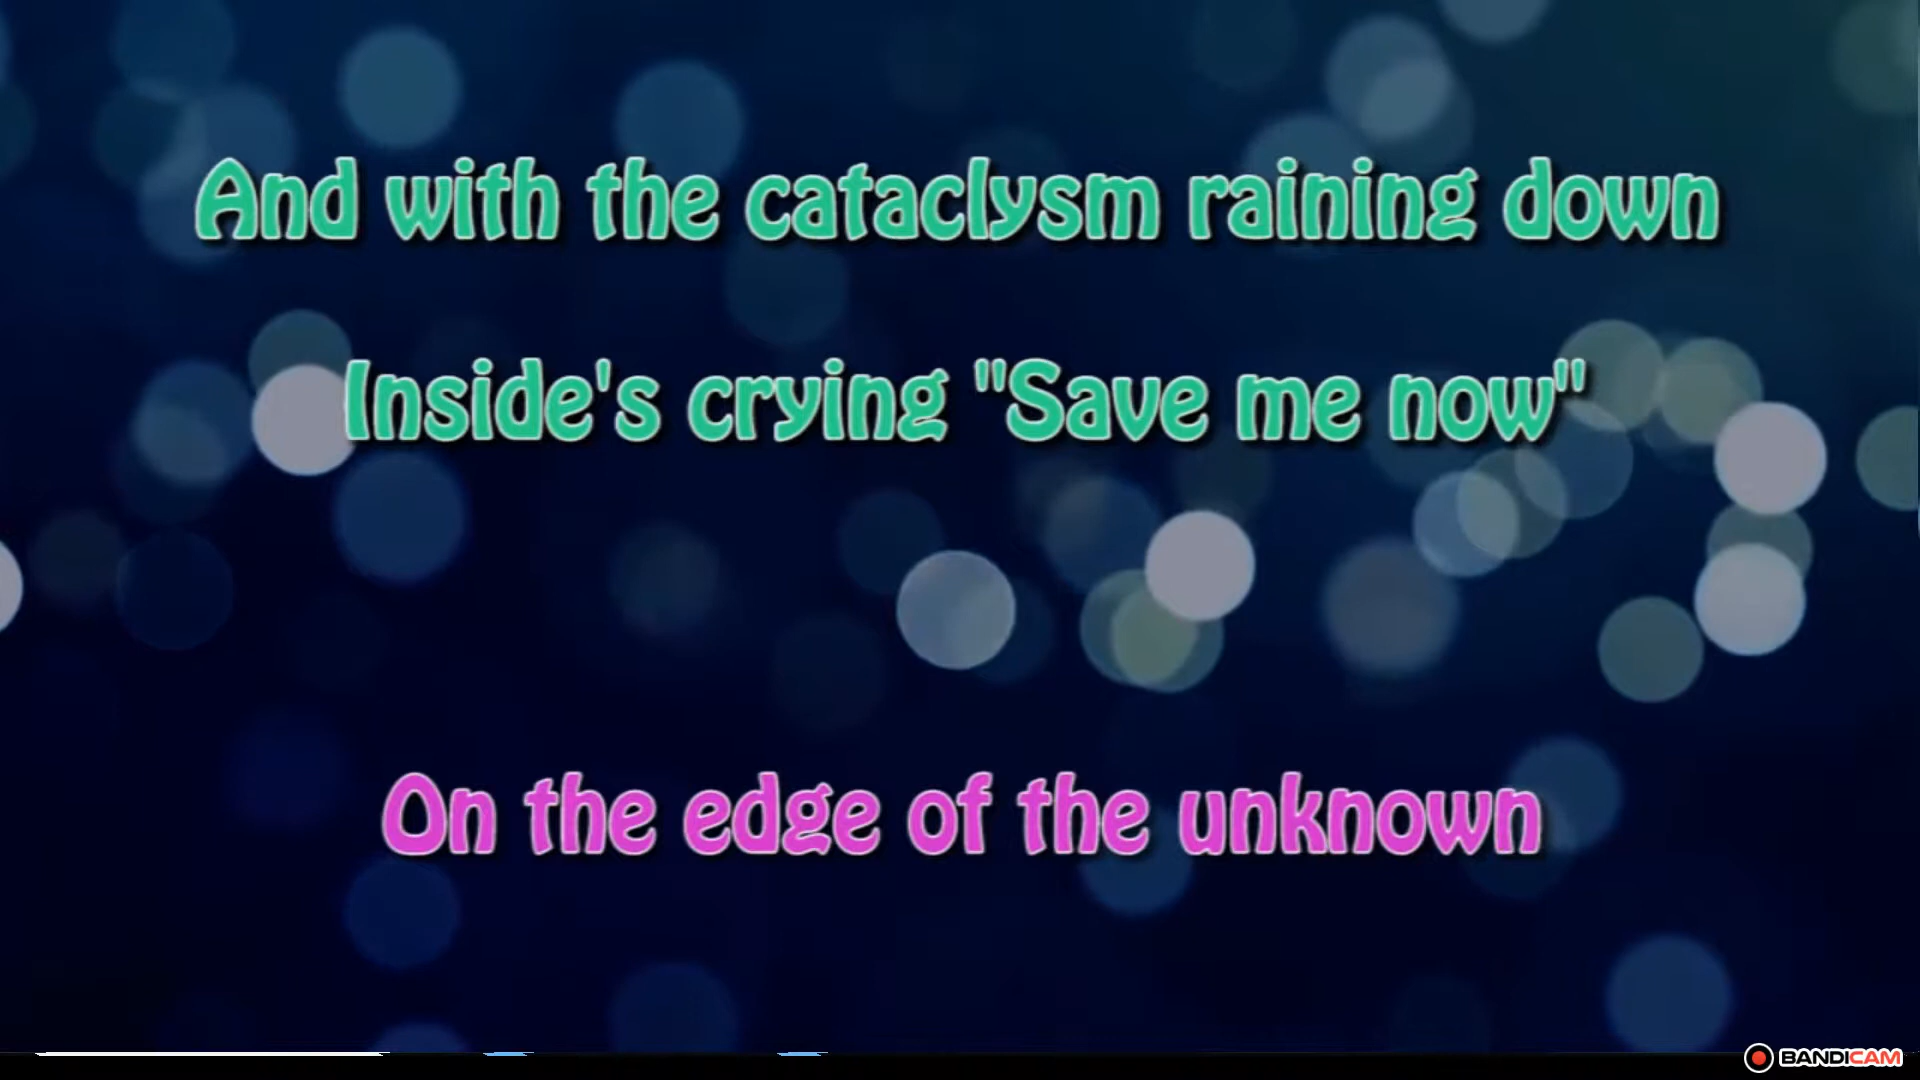 And with the cataclysm raining down
Inside's crying "Save me now"
On the edge of the unknown
BANDICAM